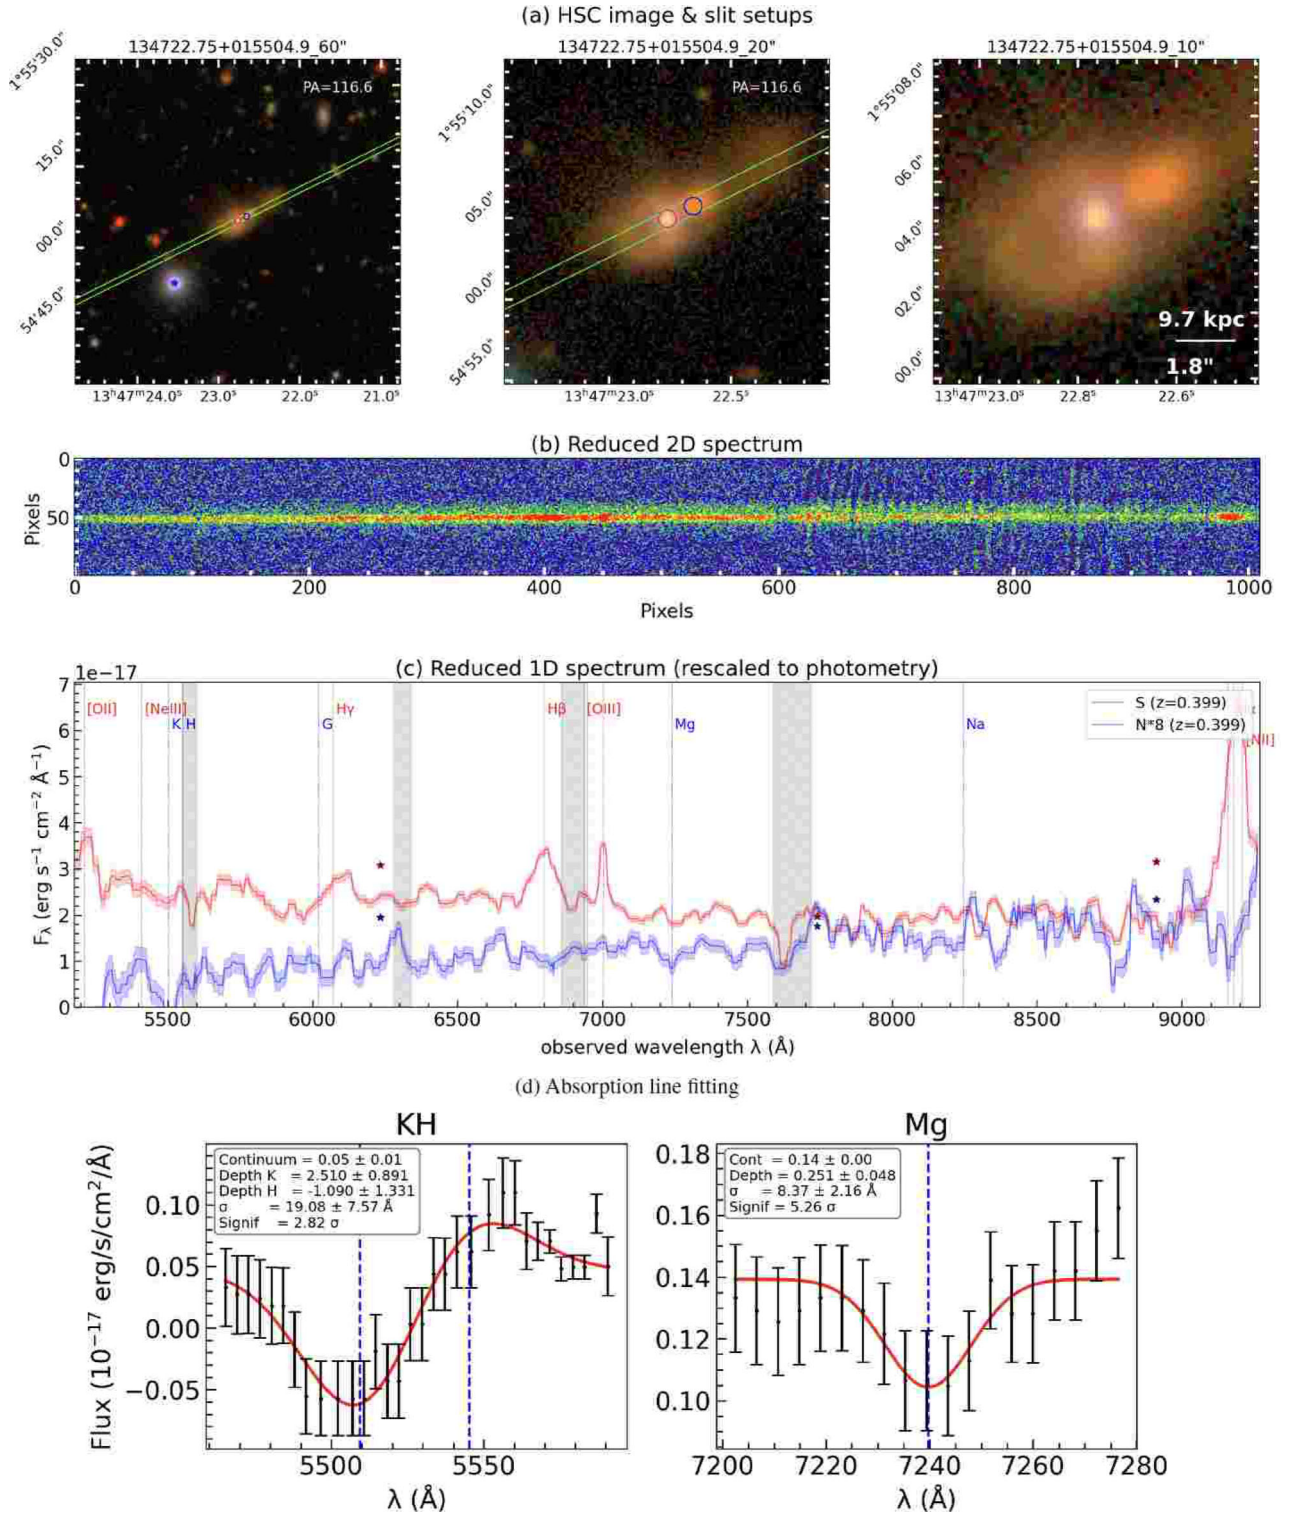 (a) HSC image & slit setups
134722.75+015504.9_60"
134722.75+015504.9_20"
134722.75+015504.9_10"
PA=116.6
PA=116.6
1°55'30.0"
15.0"
00.0"
54'45.0"
1°55'10.0"
05.0"
00.0"
54'55.0"
1°55'08.0"
06.0"
04.0"
02.0"
00.0"
9.7 kpc
1.8"
13ʰ47ᵐ24.0ˢ 23.0ˢ 22.0ˢ 21.0ˢ
13ʰ47ᵐ23.0ˢ 22.5ˢ
13ʰ47ᵐ23.0ˢ 22.8ˢ 22.6ˢ
(b) Reduced 2D spectrum
Pixels
0
50
0 200 400 600 800 1000
Pixels
(c) Reduced 1D spectrum (rescaled to photometry)
1e−17
Fλ (erg s⁻¹ cm⁻² Å⁻¹)
7
6
5
4
3
2
1
0
[OII] [NeIII] Hγ Hβ [OIII]
K H G Mg Na
S (z=0.399)
N*8 (z=0.399)
[NII]
5500 6000 6500 7000 7500 8000 8500 9000
observed wavelength λ (Å)
(d) Absorption line fitting
KH
Continuum = 0.05 ± 0.01
Depth K = 2.510 ± 0.891
Depth H = -1.090 ± 1.331
σ = 19.08 ± 7.57 Å
Signif = 2.82 σ
Flux (10⁻¹⁷ erg/s/cm²/Å)
0.10
0.05
0.00
−0.05
5500 5550
λ (Å)
Mg
Cont = 0.14 ± 0.00
Depth = 0.251 ± 0.048
σ = 8.37 ± 2.16 Å
Signif = 5.26 σ
0.18
0.16
0.14
0.12
0.10
7200 7220 7240 7260 7280
λ (Å)